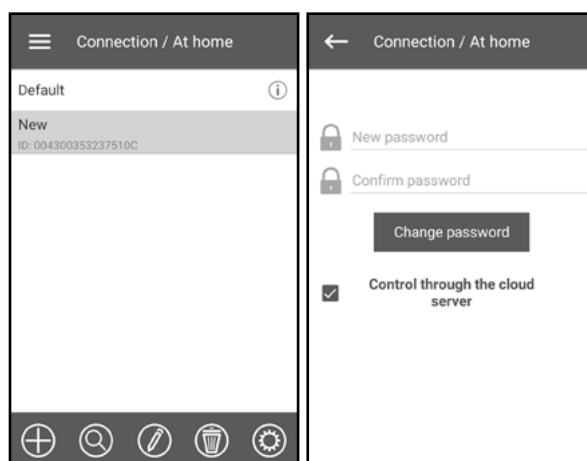 Connection / At home
Default
New
ID: 004300353237510C
Connection / At home
New password
Confirm password
Change password
Control through the cloud
server